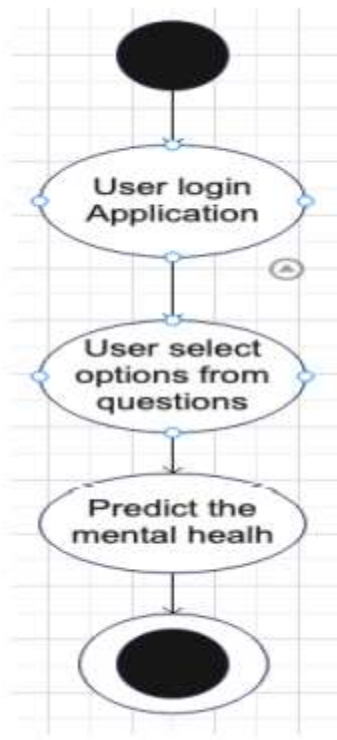 User login
Application
User select
options from
questions
Predict the
mental healh